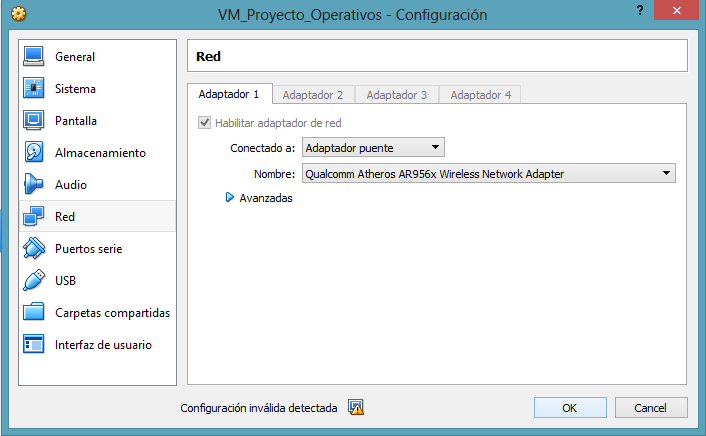 VM_Proyecto_Operativos - Configuración
?
General
Sistema
Pantalla
Almacenamiento
Audio
Red
Puertos serie
USB
Carpetas compartidas
Interfaz de usuario
Red
Adaptador 1 Adaptador 2 Adaptador 3 Adaptador 4
Habilitar adaptador de red
Conectado a: Adaptador puente
Nombre: Qualcomm Atheros AR956x Wireless Network Adapter
Avanzadas
Configuración inválida detectada
OK Cancel